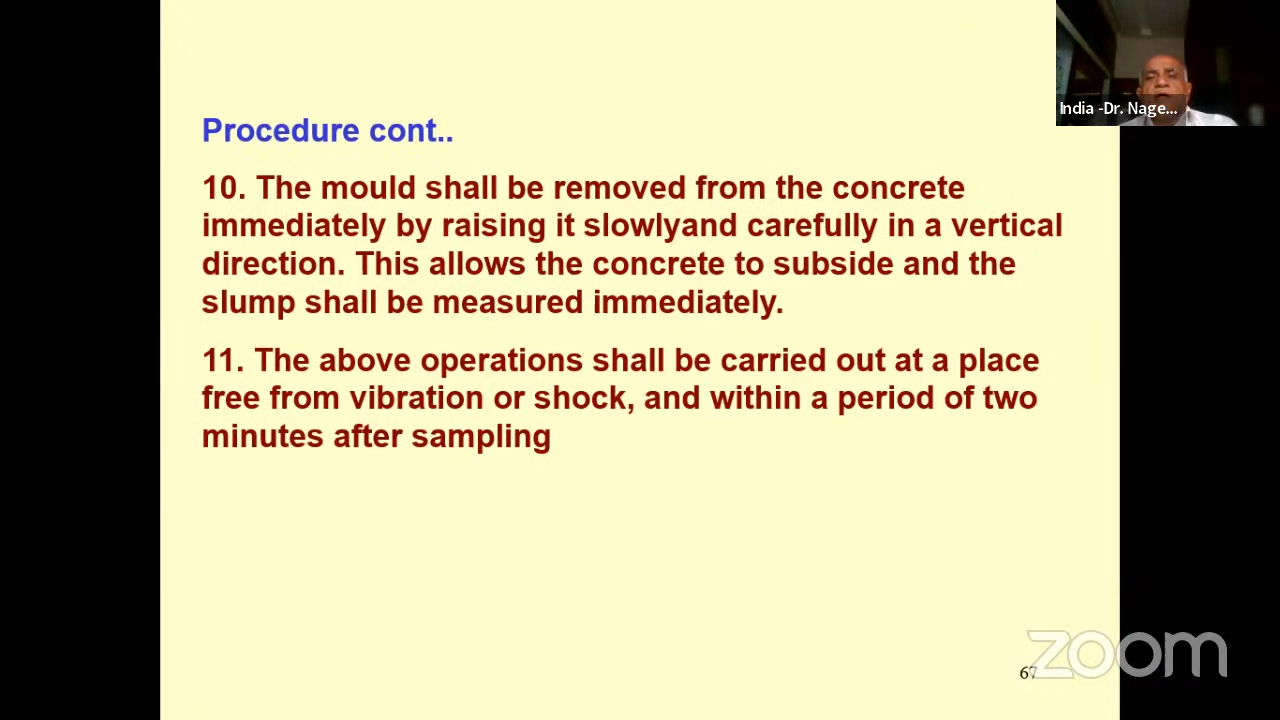 India -Dr. Nage...
Procedure cont..
10. The mould shall be removed from the concrete
immediately by raising it slowlyand carefully in a vertical
direction. This allows the concrete to subside and the
slump shall be measured immediately.
11. The above operations shall be carried out at a place
free from vibration or shock, and within a period of two
minutes after sampling
67
zoom